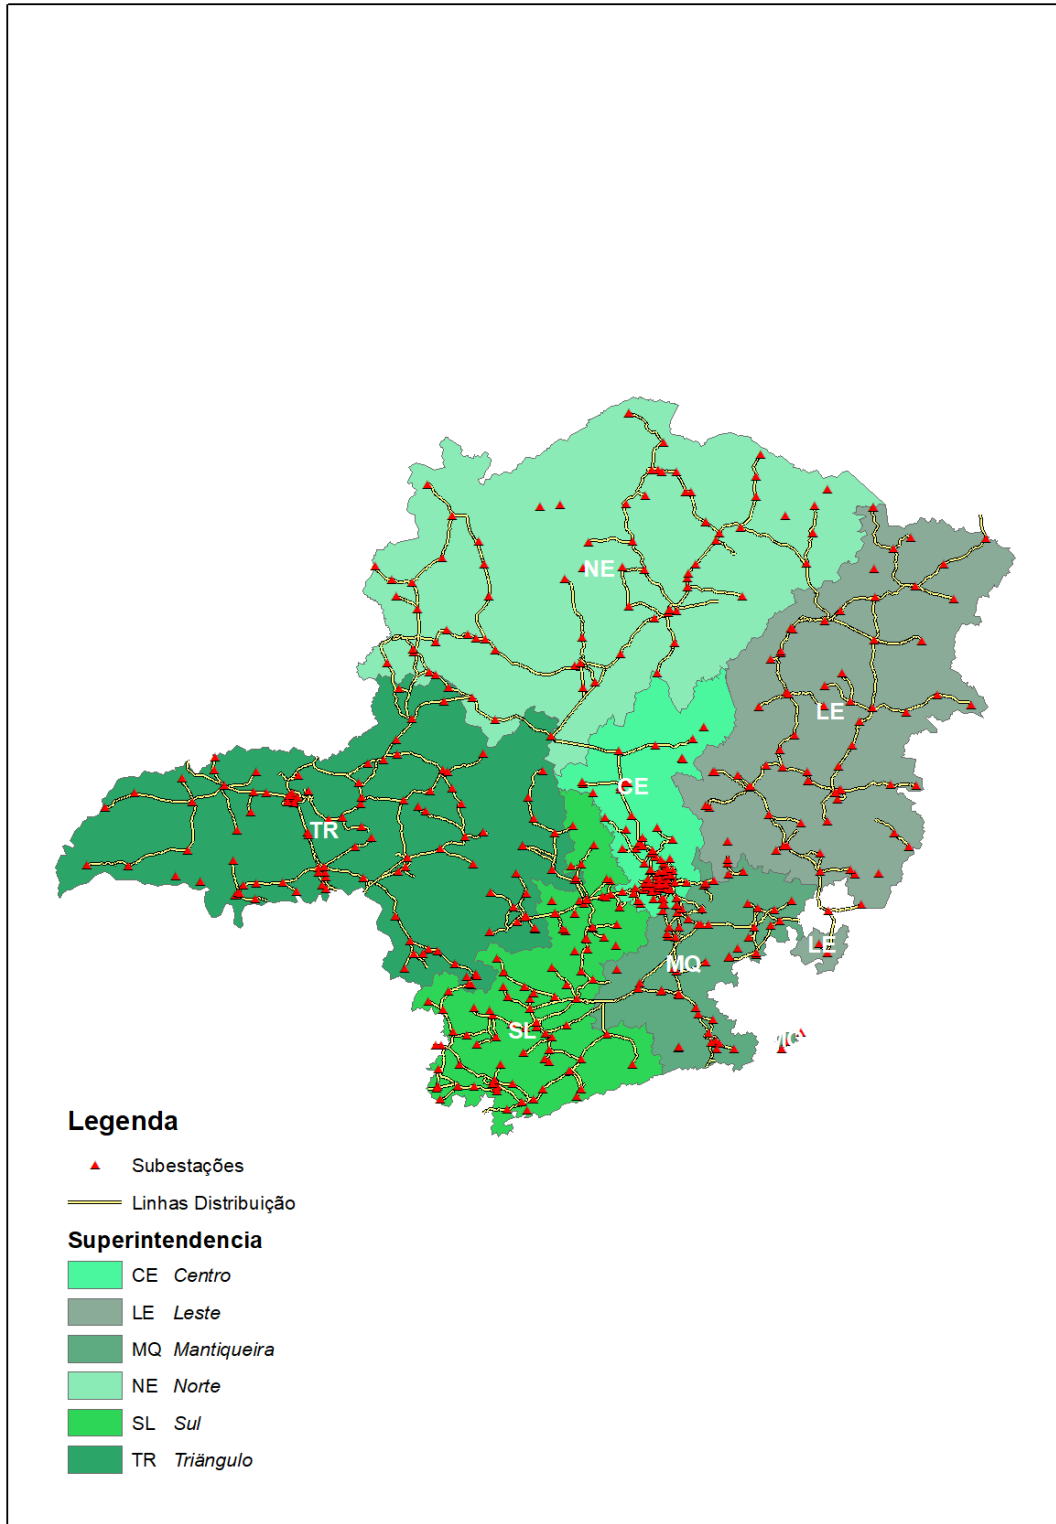 NE
LE
CE
TR
LE
MQ
SL
Legenda
Subestações
Linhas Distribuição
Superintendencia
CE Centro
LE Leste
MQ Mantiqueira
NE Norte
SL Sul
TR Triângulo